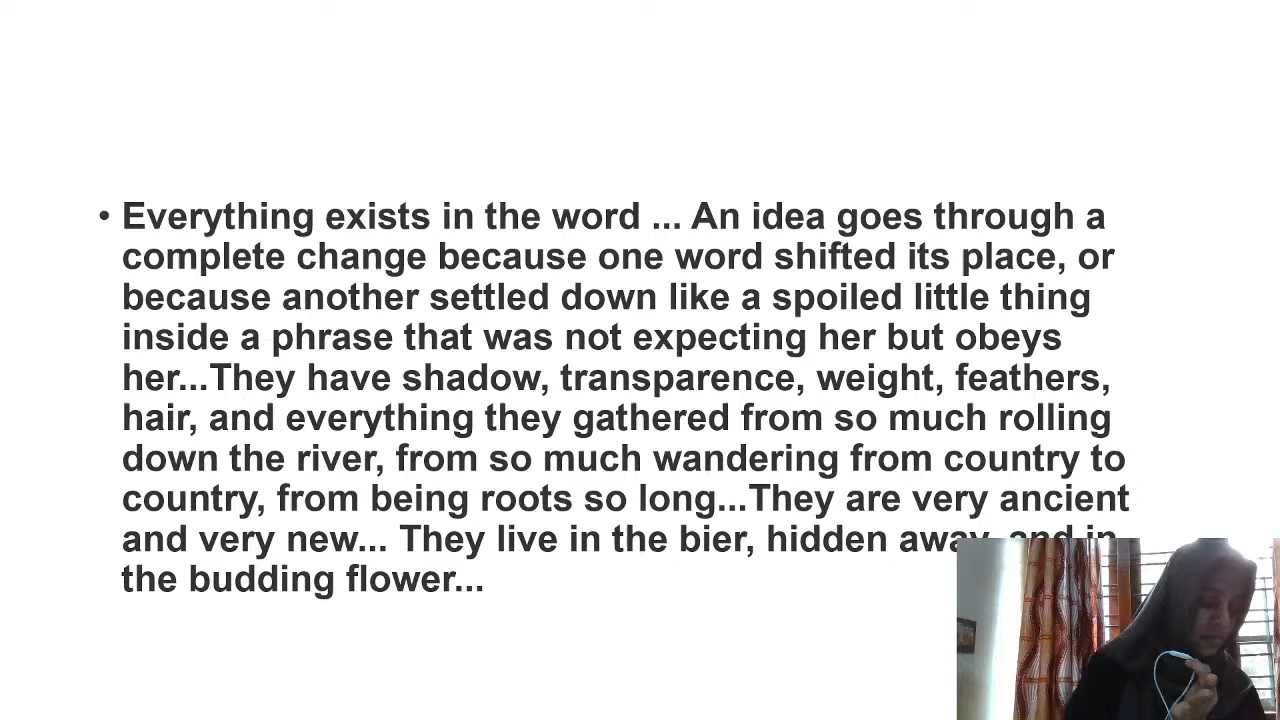 • Everything exists in the word ... An idea goes through a
complete change because one word shifted its place, or
because another settled down like a spoiled little thing
inside a phrase that was not expecting her but obeys
her...They have shadow, transparence, weight, feathers,
hair, and everything they gathered from so much rolling
down the river, from so much wandering from country to
country, from being roots so long...They are very ancient
and very new... They live in the bier, hidden away, and in
the budding flower...